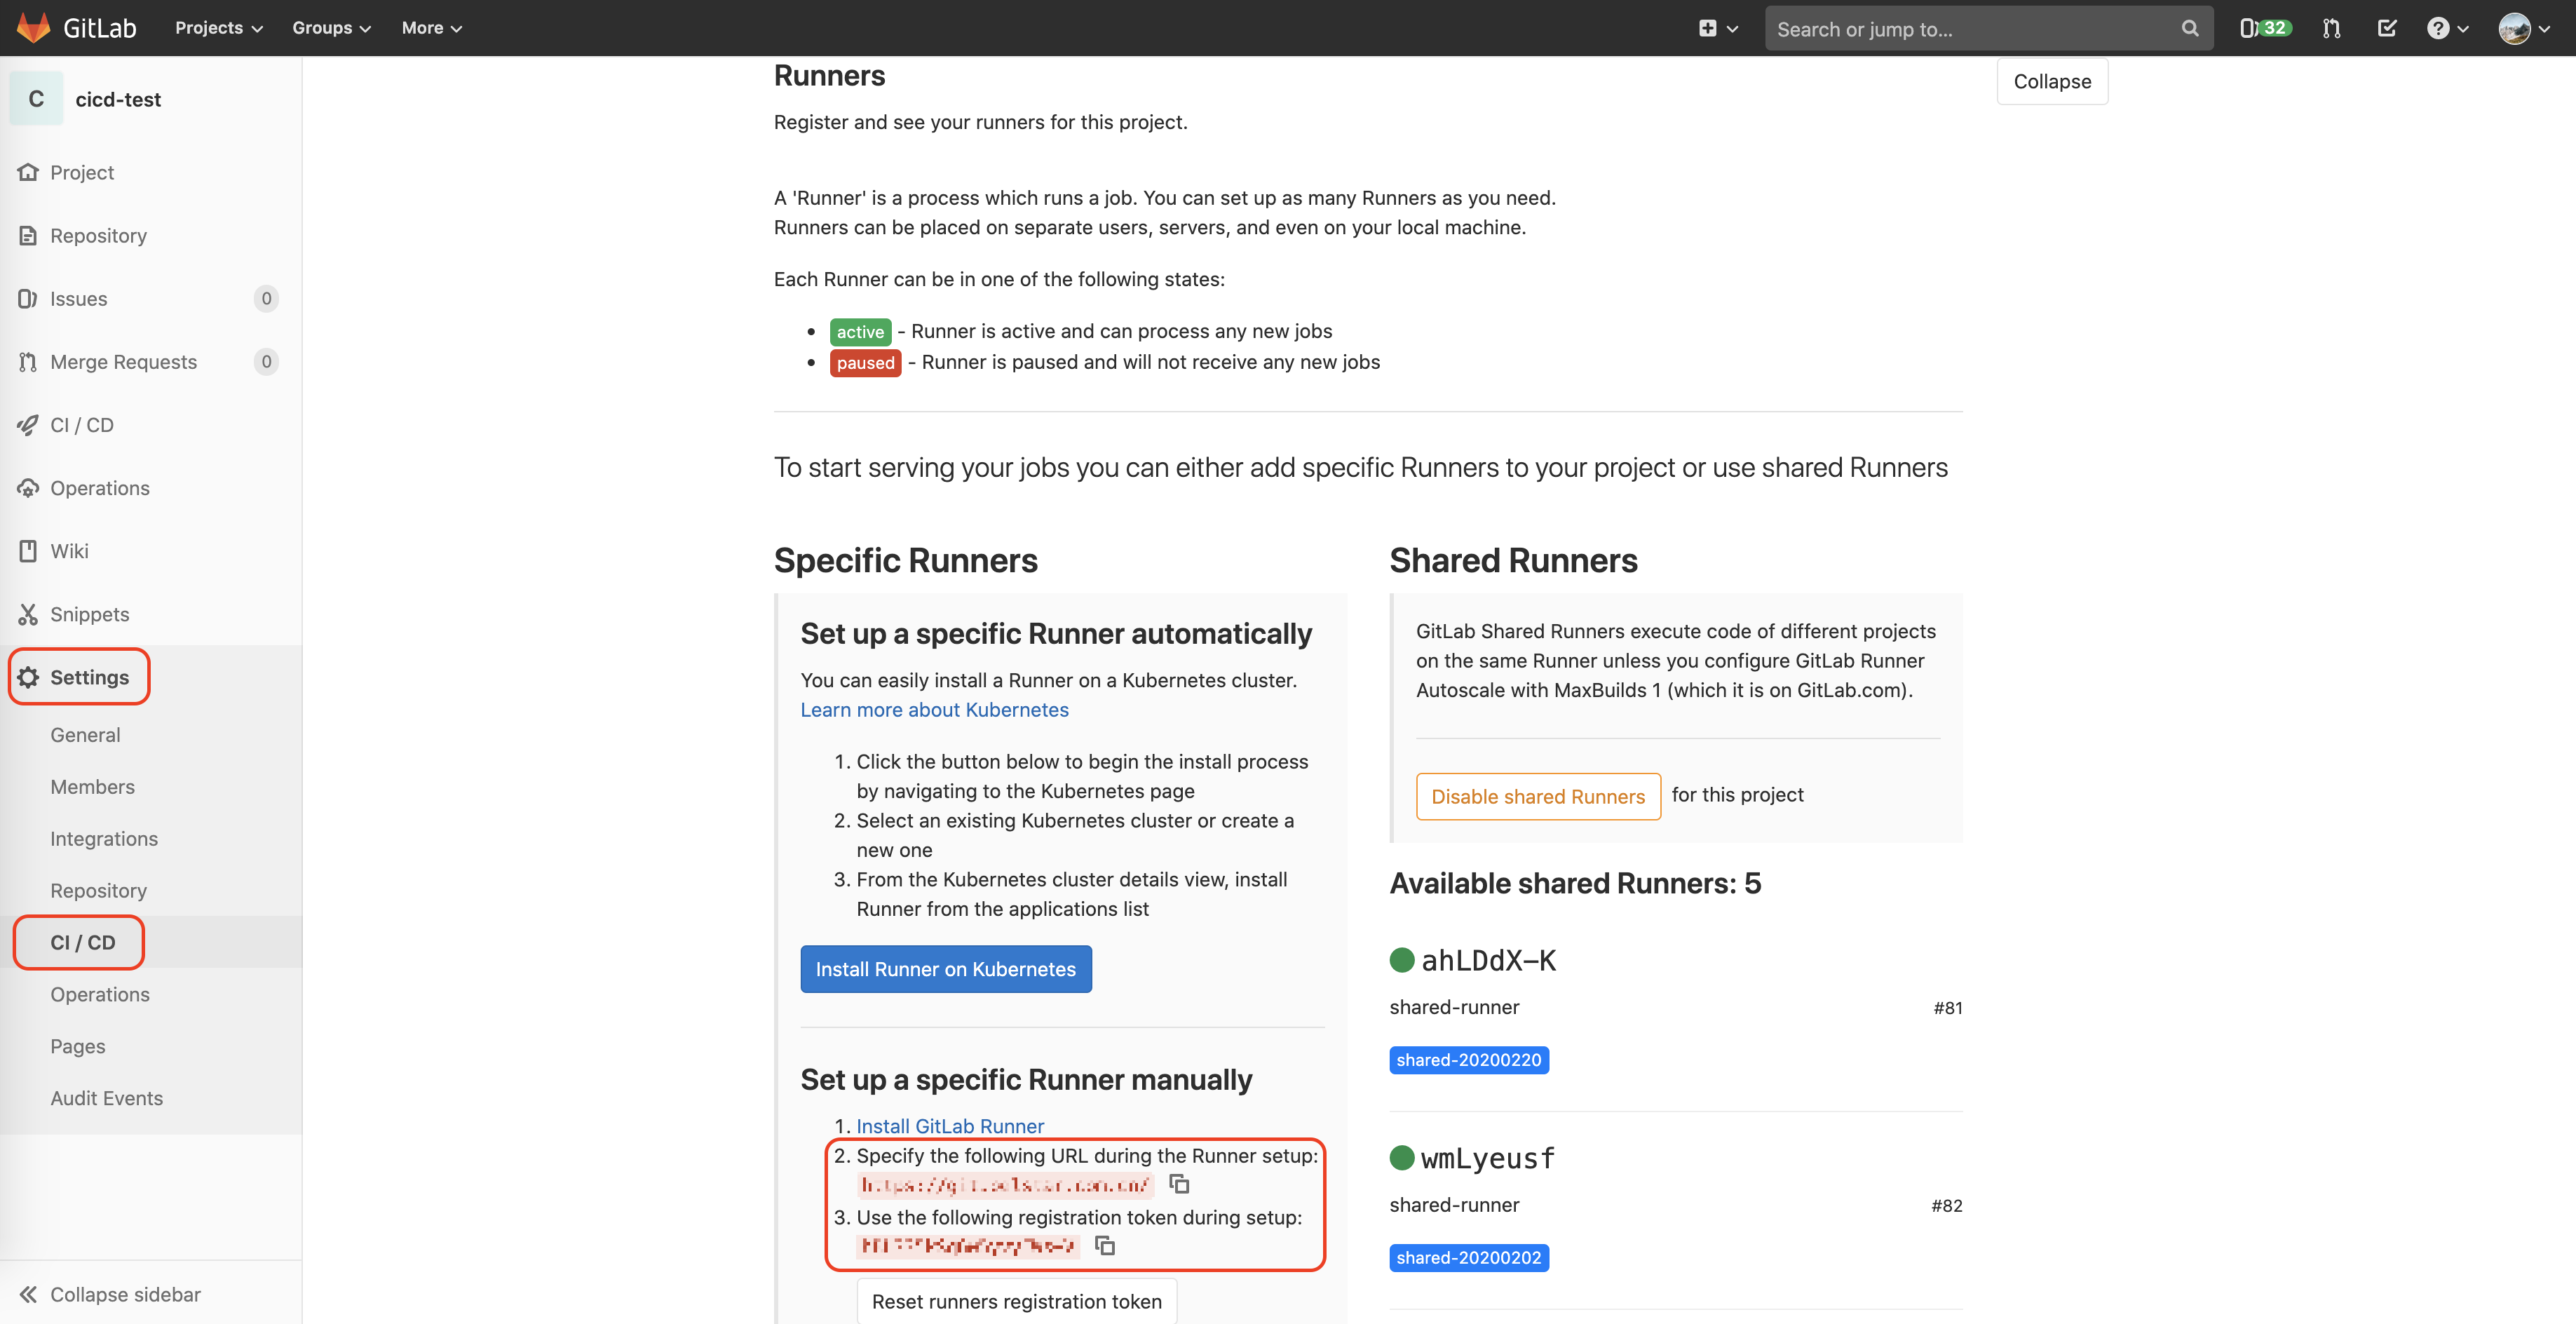 GitLab Projects Groups More Search or jump to... 32
C cicd-test
Project
Repository
Issues 0
Merge Requests 0
CI / CD
Operations
Wiki
Snippets
Settings
General
Members
Integrations
Repository
CI / CD
Operations
Pages
Audit Events
Collapse sidebar
Runners
Collapse
Register and see your runners for this project.
A 'Runner' is a process which runs a job. You can set up as many Runners as you need.
Runners can be placed on separate users, servers, and even on your local machine.
Each Runner can be in one of the following states:
• active - Runner is active and can process any new jobs
• paused - Runner is paused and will not receive any new jobs
To start serving your jobs you can either add specific Runners to your project or use shared Runners
Specific Runners
Set up a specific Runner automatically
You can easily install a Runner on a Kubernetes cluster.
Learn more about Kubernetes
1. Click the button below to begin the install process
by navigating to the Kubernetes page
2. Select an existing Kubernetes cluster or create a
new one
3. From the Kubernetes cluster details view, install
Runner from the applications list
Install Runner on Kubernetes
Set up a specific Runner manually
1. Install GitLab Runner
2. Specify the following URL during the Runner setup:
3. Use the following registration token during setup:
Reset runners registration token
Shared Runners
GitLab Shared Runners execute code of different projects
on the same Runner unless you configure GitLab Runner
Autoscale with MaxBuilds 1 (which it is on GitLab.com).
Disable shared Runners for this project
Available shared Runners: 5
ahLDdX-K
shared-runner #81
shared-20200220
wmLyeusf
shared-runner #82
shared-20200202